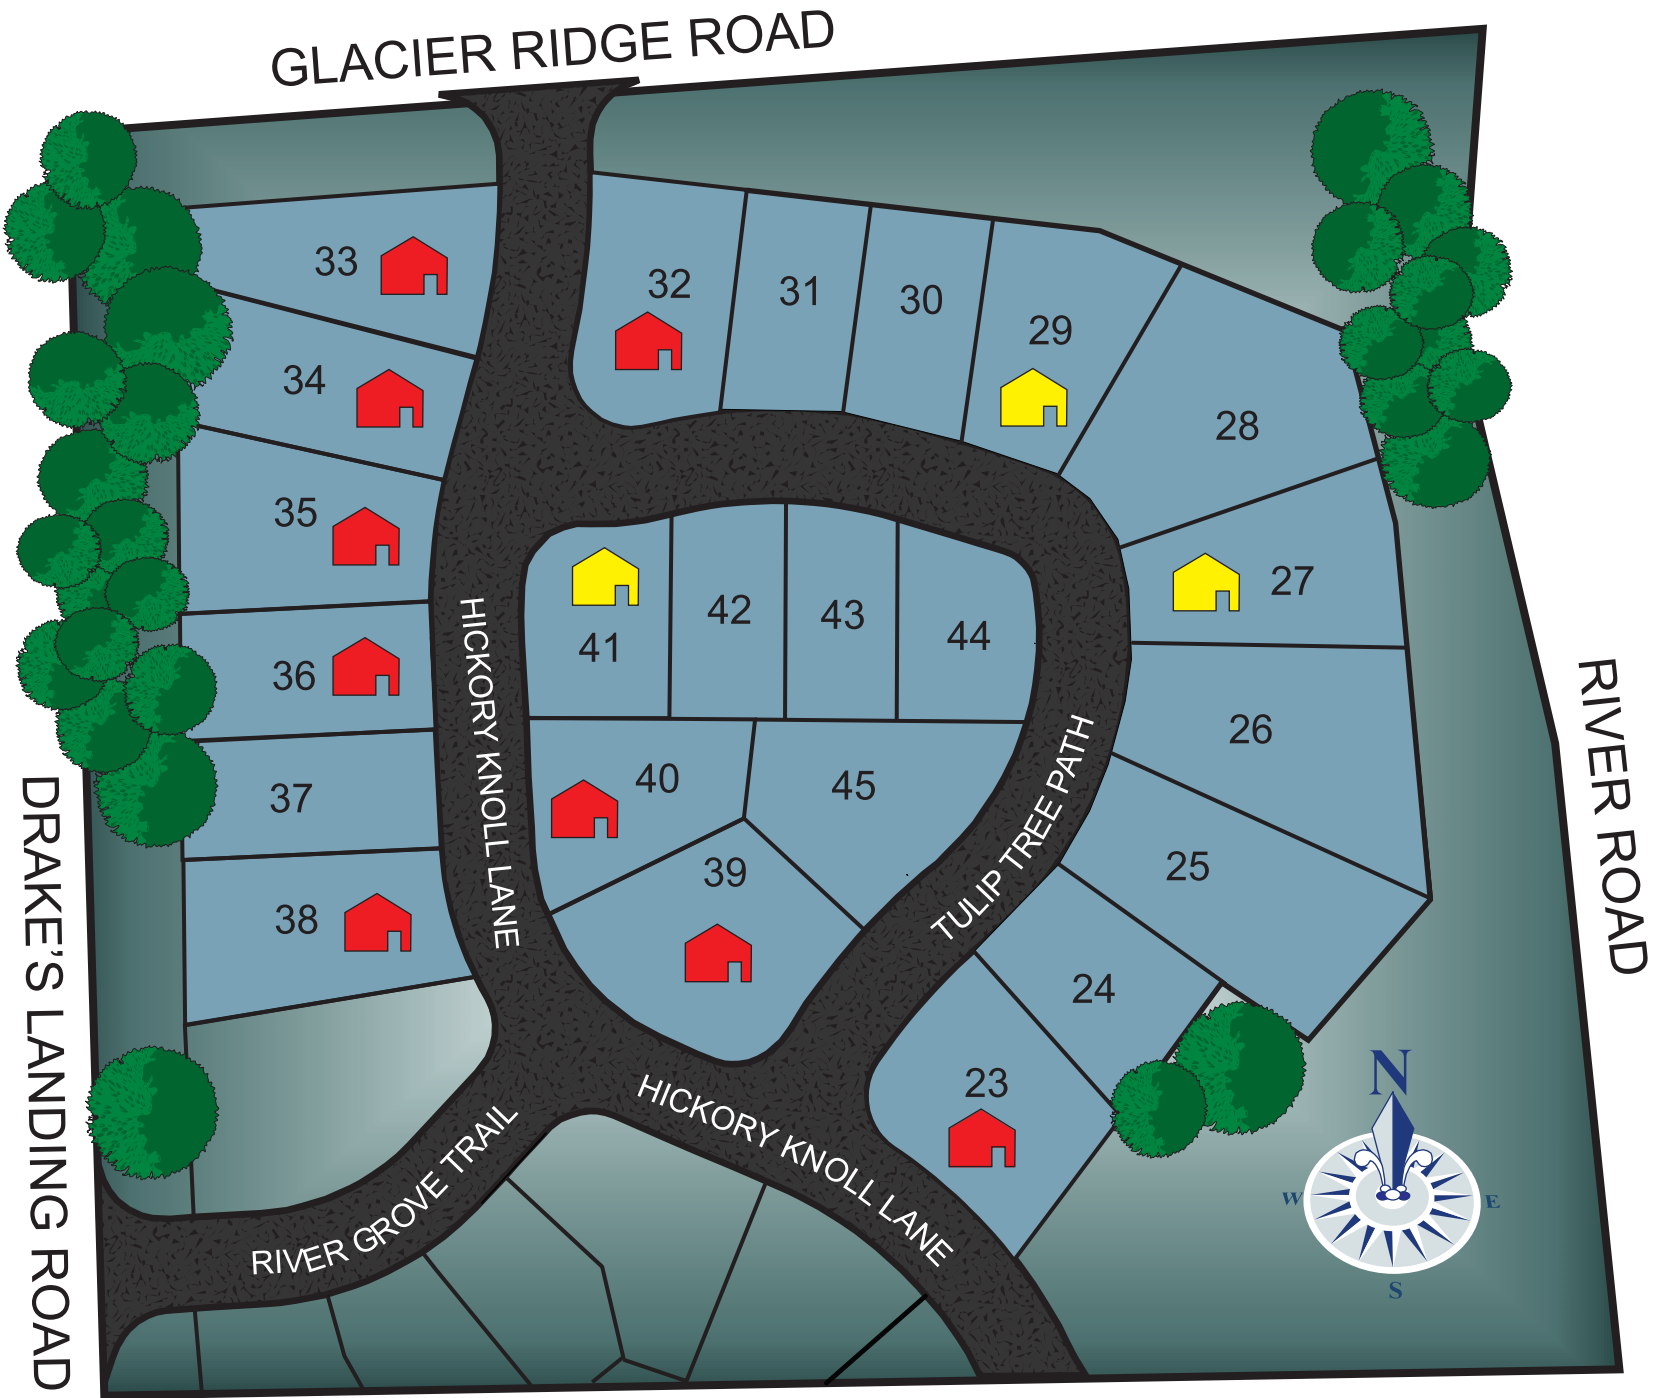 GLACIER RIDGE ROAD
33
32
31
30
29
34
28
35
27
36
41
42
43
44
HICKORY KNOLL LANE
26
37
40
45
TULIP TREE PATH
RIVER ROAD
38
39
25
24
DRAKE'S LANDING ROAD
23
HICKORY KNOLL LANE
RIVER GROVE TRAIL
N
W
E
S